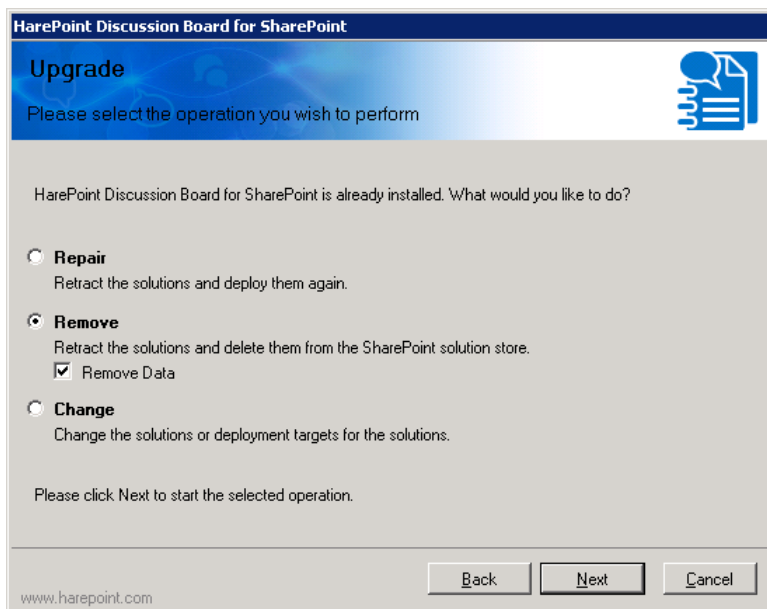 HarePoint Discussion Board for SharePoint
Upgrade
Please select the operation you wish to perform
HarePoint Discussion Board for SharePoint is already installed. What would you like to do?
Repair
Retract the solutions and deploy them again.
Remove
Retract the solutions and delete them from the SharePoint solution store.
Remove Data
Change
Change the solutions or deployment targets for the solutions.
Please click Next to start the selected operation.
Back Next Cancel
www.harepoint.com